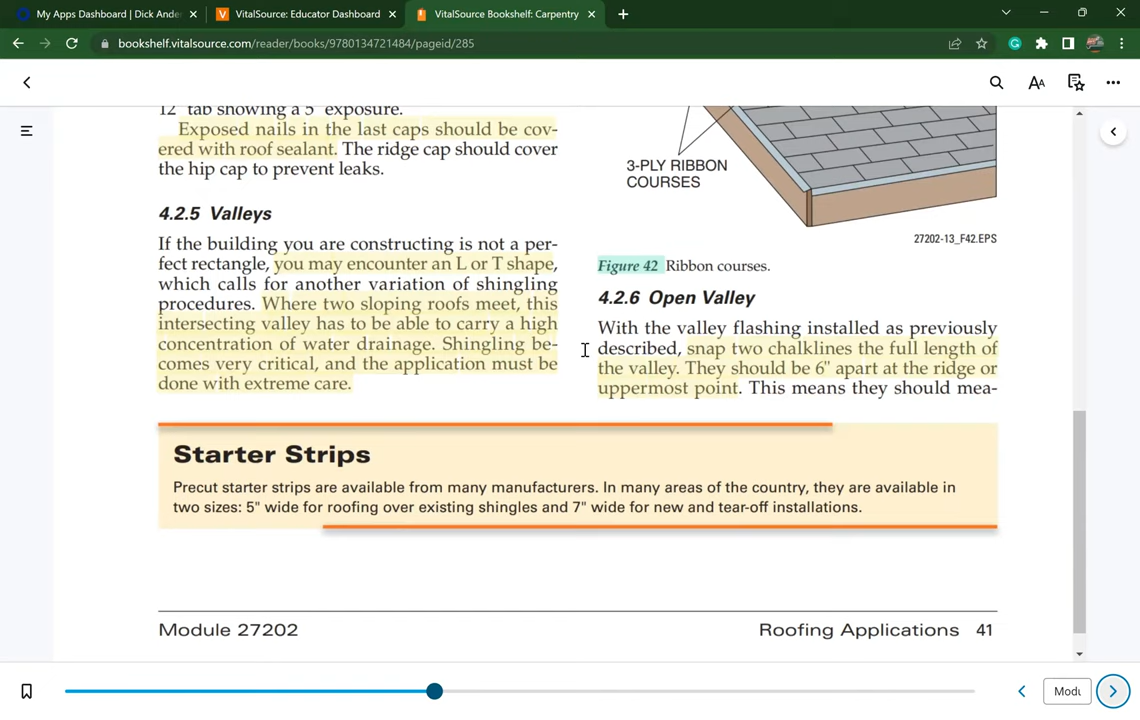 My Apps Dashboard | Dick Ander
VitalSource: Educator Dashboard
VitalSource Bookshelf: Carpentry
bookshelf.vitalsource.com/reader/books/9780134721484/pageid/285
12" tab showing a 5" exposure.
Exposed nails in the last caps should be cov-
ered with roof sealant. The ridge cap should cover
the hip cap to prevent leaks.
4.2.5 Valleys
If the building you are constructing is not a per-
fect rectangle, you may encounter an L or T shape,
which calls for another variation of shingling
procedures. Where two sloping roofs meet, this
intersecting valley has to be able to carry a high
concentration of water drainage. Shingling be-
comes very critical, and the application must be
done with extreme care.
3-PLY RIBBON
COURSES
27202-13_F42.EPS
Figure 42 Ribbon courses.
4.2.6 Open Valley
With the valley flashing installed as previously
described, snap two chalklines the full length of
the valley. They should be 6" apart at the ridge or
uppermost point. This means they should mea-
Starter Strips
Precut starter strips are available from many manufacturers. In many areas of the country, they are available in
two sizes: 5" wide for roofing over existing shingles and 7" wide for new and tear-off installations.
Module 27202
Roofing Applications 41
Modu